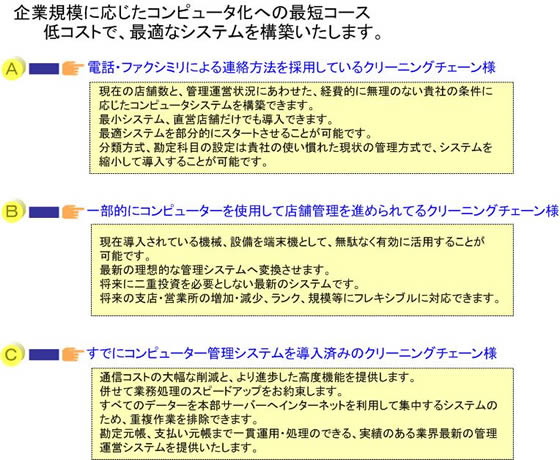 企業規模に応じたコンピュータ化への最短コース
低コストで、最適なシステムを構築いたします。
A 電話・ファクシミリによる連絡方法を採用しているクリーニングチェーン様
現在の店舗数と、管理運営状況にあわせた、経費的に無理のない貴社の条件に
応じたコンピュータシステムを構築できます。
最小システム、直営店舗だけでも導入できます。
最適システムを部分的にスタートさせることが可能です。
分類方式、勘定科目の設定は貴社の使い慣れた現状の管理方式で、システムを
縮小して導入することが可能です。
B 一部的にコンピューターを使用して店舗管理を進められてるクリーニングチェーン様
現在導入されている機械、設備を端末機として、無駄なく有効に活用することが
可能です。
最新の理想的な管理システムへ変換させます。
将来に二重投資を必要としない最新のシステムです。
将来の支店・営業所の増加・減少、ランク、規模等にフレキシブルに対応できます。
C すでにコンピューター管理システムを導入済みのクリーニングチェーン様
通信コストの大幅な削減と、より進歩した高度機能を提供します。
併せて業務処理のスピードアップをお約束します。
すべてのデーターを本部サーバーへインターネットを利用して集中するシステムの
ため、重複作業を排除できます。
勘定元帳、支払い元帳まで一貫運用・処理のできる、実績のある業界最新の管理
運営システムを提供いたします。